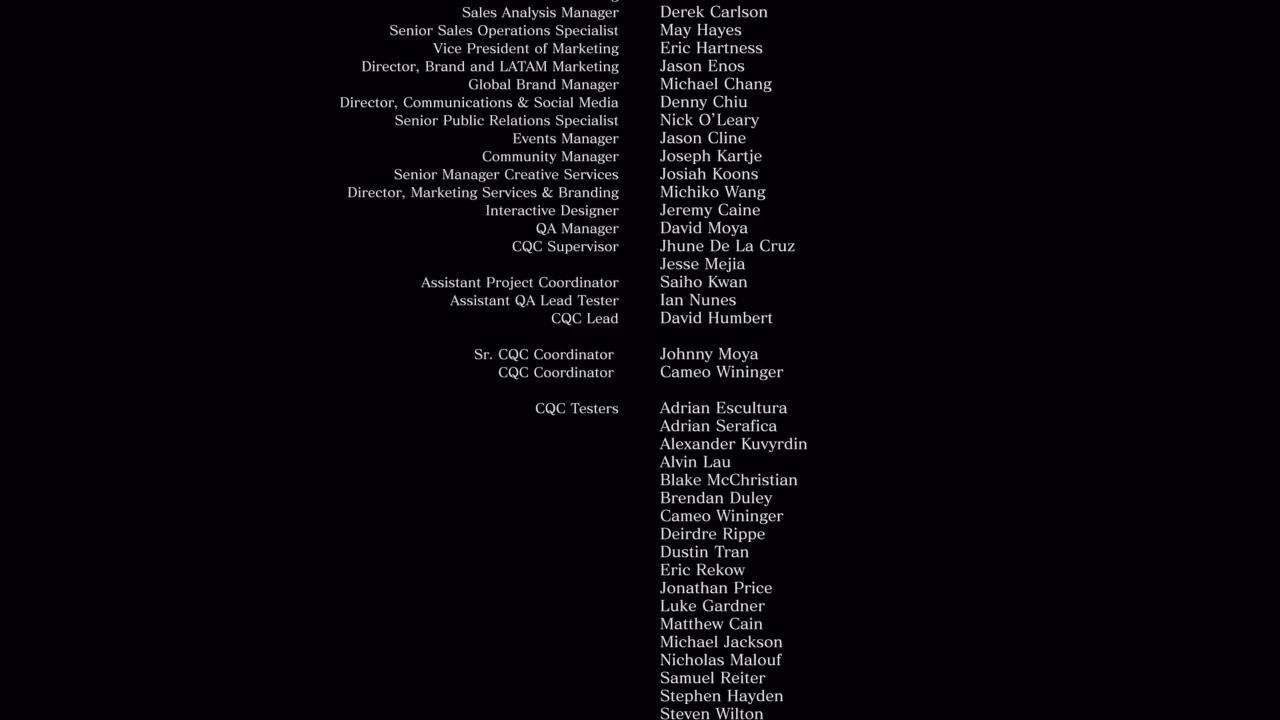 Sales Analysis Manager Derek Carlson
Senior Sales Operations Specialist May Hayes
Vice President of Marketing Eric Hartness
Director, Brand and LATAM Marketing Jason Enos
Global Brand Manager Michael Chang
Director, Communications & Social Media Denny Chiu
Senior Public Relations Specialist Nick O'Leary
Events Manager Jason Cline
Community Manager Joseph Kartje
Senior Manager Creative Services Josiah Koons
Director, Marketing Services & Branding Michiko Wang
Interactive Designer Jeremy Caine
QA Manager David Moya
CQC Supervisor Jhune De La Cruz
Jesse Mejia
Assistant Project Coordinator Saiho Kwan
Assistant QA Lead Tester Ian Nunes
CQC Lead David Humbert
Sr. CQC Coordinator Johnny Moya
CQC Coordinator Cameo Wininger
CQC Testers Adrian Escultura
Adrian Serafica
Alexander Kuvyrdin
Alvin Lau
Blake McChristian
Brendan Duley
Cameo Wininger
Deirdre Rippe
Dustin Tran
Eric Rekow
Jonathan Price
Luke Gardner
Matthew Cain
Michael Jackson
Nicholas Malouf
Samuel Reiter
Stephen Hayden
Steven Wilton